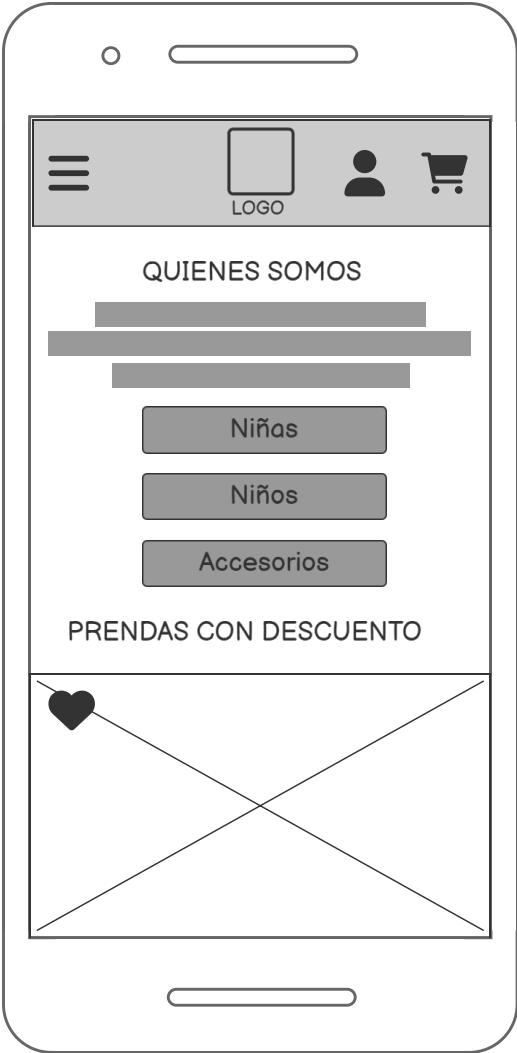 LOGO
QUIENES SOMOS
Niñas
Niños
Accesorios
PRENDAS CON DESCUENTO